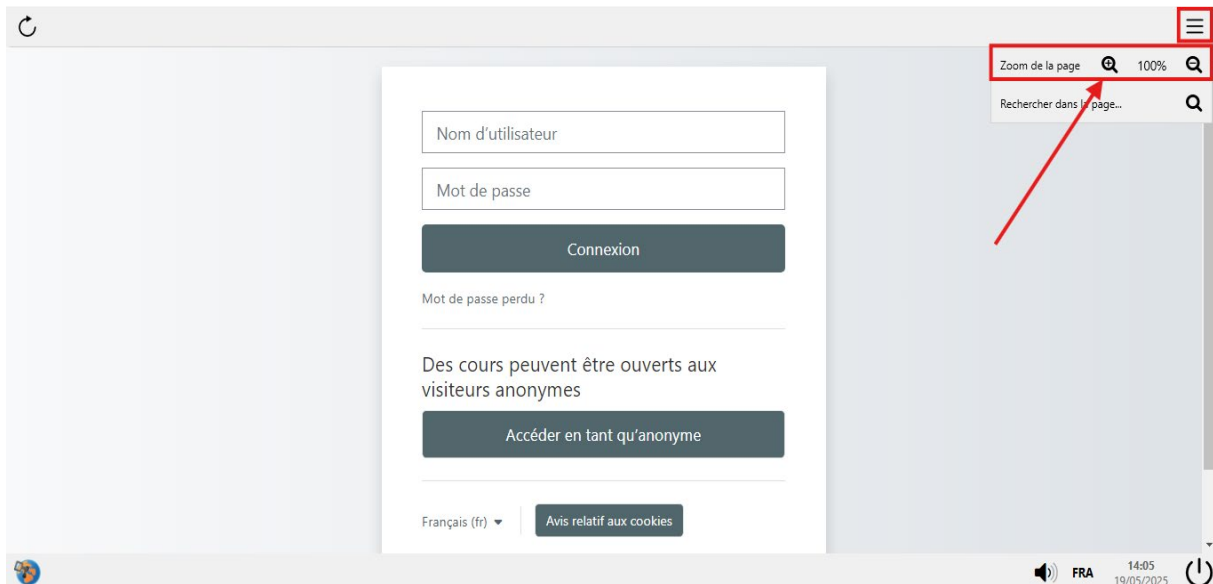 Zoom de la page 100%
Rechercher dans la page...
Nom d'utilisateur
Mot de passe
Connexion
Mot de passe perdu ?
Des cours peuvent être ouverts aux
visiteurs anonymes
Accéder en tant qu'anonyme
Français (fr)
Avis relatif aux cookies
FRA
14:05
19/05/2025